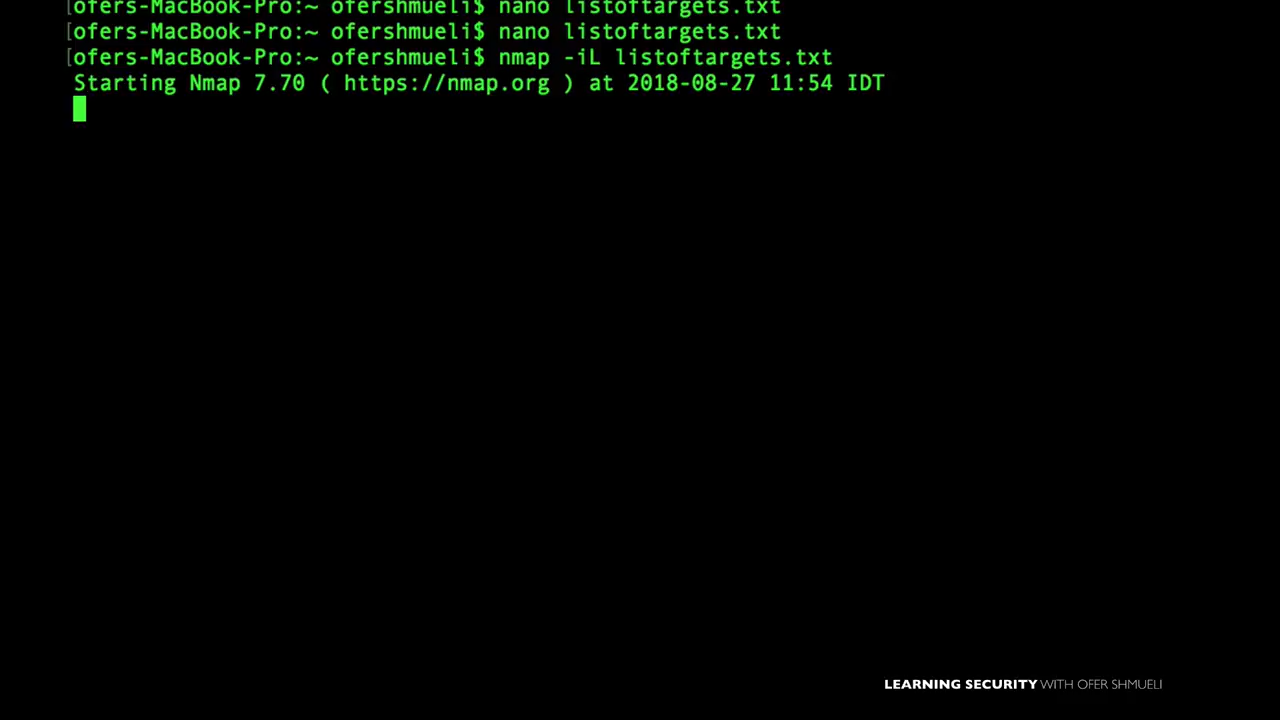 [ofers-MacBook-Pro:~ ofershmueli$ nano listoftargets.txt
[ofers-MacBook-Pro:~ ofershmueli$ nano listoftargets.txt
[ofers-MacBook-Pro:~ ofershmueli$ nmap -iL listoftargets.txt
Starting Nmap 7.70 ( https://nmap.org ) at 2018-08-27 11:54 IDT
LEARNING SECURITY WITH OFER SHMUELI